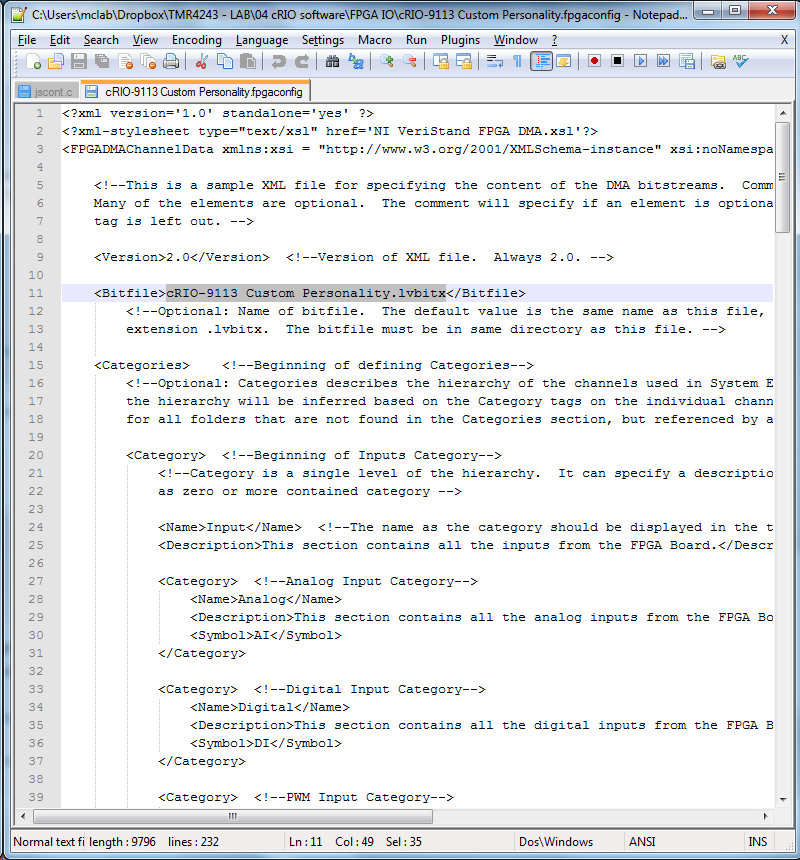 C:\Users\mclab\Dropbox\TMR4243 - LAB\04 cRIO software\FPGA IO\cRIO-9113 Custom Personality.fpgaconfig - Notepad...
File Edit Search View Encoding Language Settings Macro Run Plugins Window ? X
jscont.c cRIO-9113 Custom Personality.fpgaconfig
1 <?xml version='1.0' standalone='yes' ?>
2 <?xml-stylesheet type="text/xsl" href='NI VeriStand FPGA DMA.xsl'?>
3 <FPGADMAChannelData xmlns:xsi = "http://www.w3.org/2001/XMLSchema-instance" xsi:noNamespa
4
5 <!--This is a sample XML file for specifying the content of the DMA bitstreams.  Comm
6 Many of the elements are optional.  The comment will specify if an element is optiona
7 tag is left out. -->
8
9 <Version>2.0</Version>  <!--Version of XML file.  Always 2.0. -->
10
11 <Bitfile>cRIO-9113 Custom Personality.lvbitx</Bitfile>
12 <!--Optional: Name of bitfile.  The default value is the same name as this file,
13 extension .lvbitx.  The bitfile must be in same directory as this file. -->
14
15 <Categories>    <!--Beginning of defining Categories-->
16 <!--Optional: Categories describes the hierarchy of the channels used in System E
17 the hierarchy will be inferred based on the Category tags on the individual chann
18 for all folders that are not found in the Categories section, but referenced by a
19
20 <Category>  <!--Beginning of Inputs Category-->
21 <!--Category is a single level of the hierarchy.  It can specify a descriptio
22 as zero or more contained category -->
23
24 <Name>Input</Name>  <!--The name as the category should be displayed in the t
25 <Description>This section contains all the inputs from the FPGA Board.</Descr
26
27 <Category>  <!--Analog Input Category-->
28 <Name>Analog</Name>
29 <Description>This section contains all the analog inputs from the FPGA Bo
30 <Symbol>AI</Symbol>
31 </Category>
32
33 <Category>  <!--Digital Input Category-->
34 <Name>Digital</Name>
35 <Description>This section contains all the digital inputs from the FPGA B
36 <Symbol>DI</Symbol>
37 </Category>
38
39 <Category>  <!--PWM Input Category-->
Normal text fi length : 9796 lines : 232 Ln : 11 Col : 49 Sel : 35 Dos\Windows ANSI INS